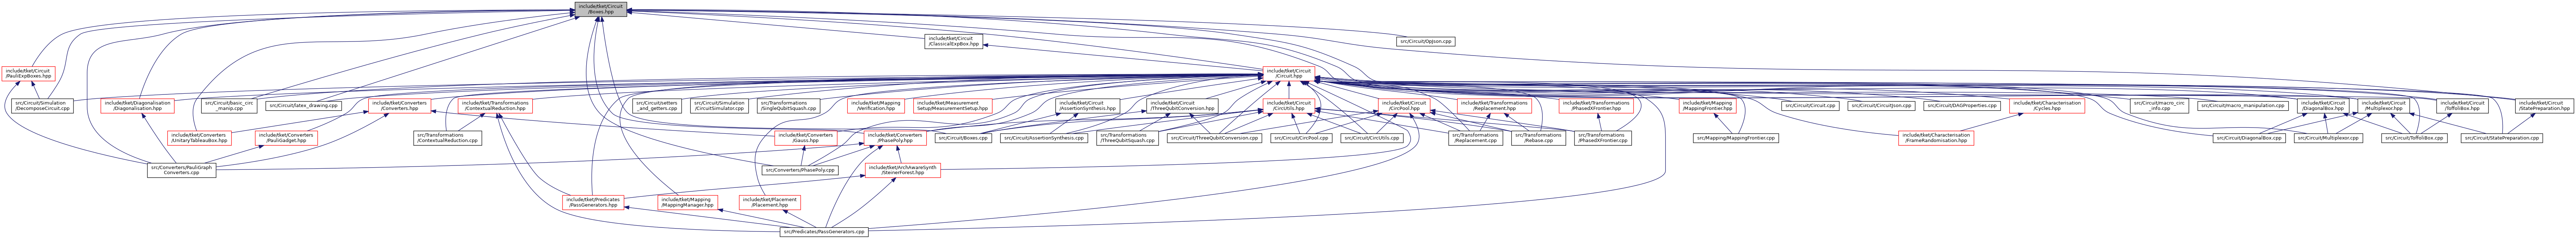 include/tket/Circuit
/Boxes.hpp
include/tket/Circuit
/ClassicalExpBox.hpp
src/Circuit/OpJson.cpp
include/tket/Circuit
/PauliExpBoxes.hpp
include/tket/Circuit
/Circuit.hpp
src/Circuit/Simulation
/DecomposeCircuit.cpp
include/tket/Diagonalisation
/Diagonalisation.hpp
src/Circuit/basic_circ
_manip.cpp
src/Circuit/latex_drawing.cpp
include/tket/Converters
/Converters.hpp
include/tket/Transformations
/ContextualReduction.hpp
src/Circuit/setters
_and_getters.cpp
src/Circuit/Simulation
/CircuitSimulator.cpp
src/Transformations
/SingleQubitSquash.cpp
include/tket/Mapping
/Verification.hpp
include/tket/Measurement
Setup/MeasurementSetup.hpp
include/tket/Circuit
/AssertionSynthesis.hpp
include/tket/Circuit
/ThreeQubitConversion.hpp
include/tket/Circuit
/CircUtils.hpp
include/tket/Circuit
/CircPool.hpp
include/tket/Transformations
/Replacement.hpp
include/tket/Transformations
/PhasedXFrontier.hpp
include/tket/Mapping
/MappingFrontier.hpp
src/Circuit/Circuit.cpp
src/Circuit/CircuitJson.cpp
src/Circuit/DAGProperties.cpp
include/tket/Characterisation
/Cycles.hpp
src/Circuit/macro_circ
_info.cpp
src/Circuit/macro_manipulation.cpp
include/tket/Circuit
/DiagonalBox.hpp
include/tket/Circuit
/Multiplexor.hpp
include/tket/Circuit
/ToffoliBox.hpp
include/tket/Circuit
/StatePreparation.hpp
include/tket/Converters
/UnitaryTableauBox.hpp
include/tket/Converters
/PauliGadget.hpp
src/Transformations
/ContextualReduction.cpp
include/tket/Converters
/Gauss.hpp
include/tket/Converters
/PhasePoly.hpp
src/Circuit/Boxes.cpp
src/Circuit/AssertionSynthesis.cpp
src/Transformations
/ThreeQubitSquash.cpp
src/Circuit/ThreeQubitConversion.cpp
src/Circuit/CircPool.cpp
src/Circuit/CircUtils.cpp
src/Transformations
/Replacement.cpp
src/Transformations
/Rebase.cpp
src/Transformations
/PhasedXFrontier.cpp
src/Mapping/MappingFrontier.cpp
include/tket/Characterisation
/FrameRandomisation.hpp
src/Circuit/DiagonalBox.cpp
src/Circuit/Multiplexor.cpp
src/Circuit/ToffoliBox.cpp
src/Circuit/StatePreparation.cpp
src/Converters/PauliGraph
Converters.cpp
src/Converters/PhasePoly.cpp
include/tket/ArchAwareSynth
/SteinerForest.hpp
include/tket/Predicates
/PassGenerators.hpp
include/tket/Mapping
/MappingManager.hpp
include/tket/Placement
/Placement.hpp
src/Predicates/PassGenerators.cpp